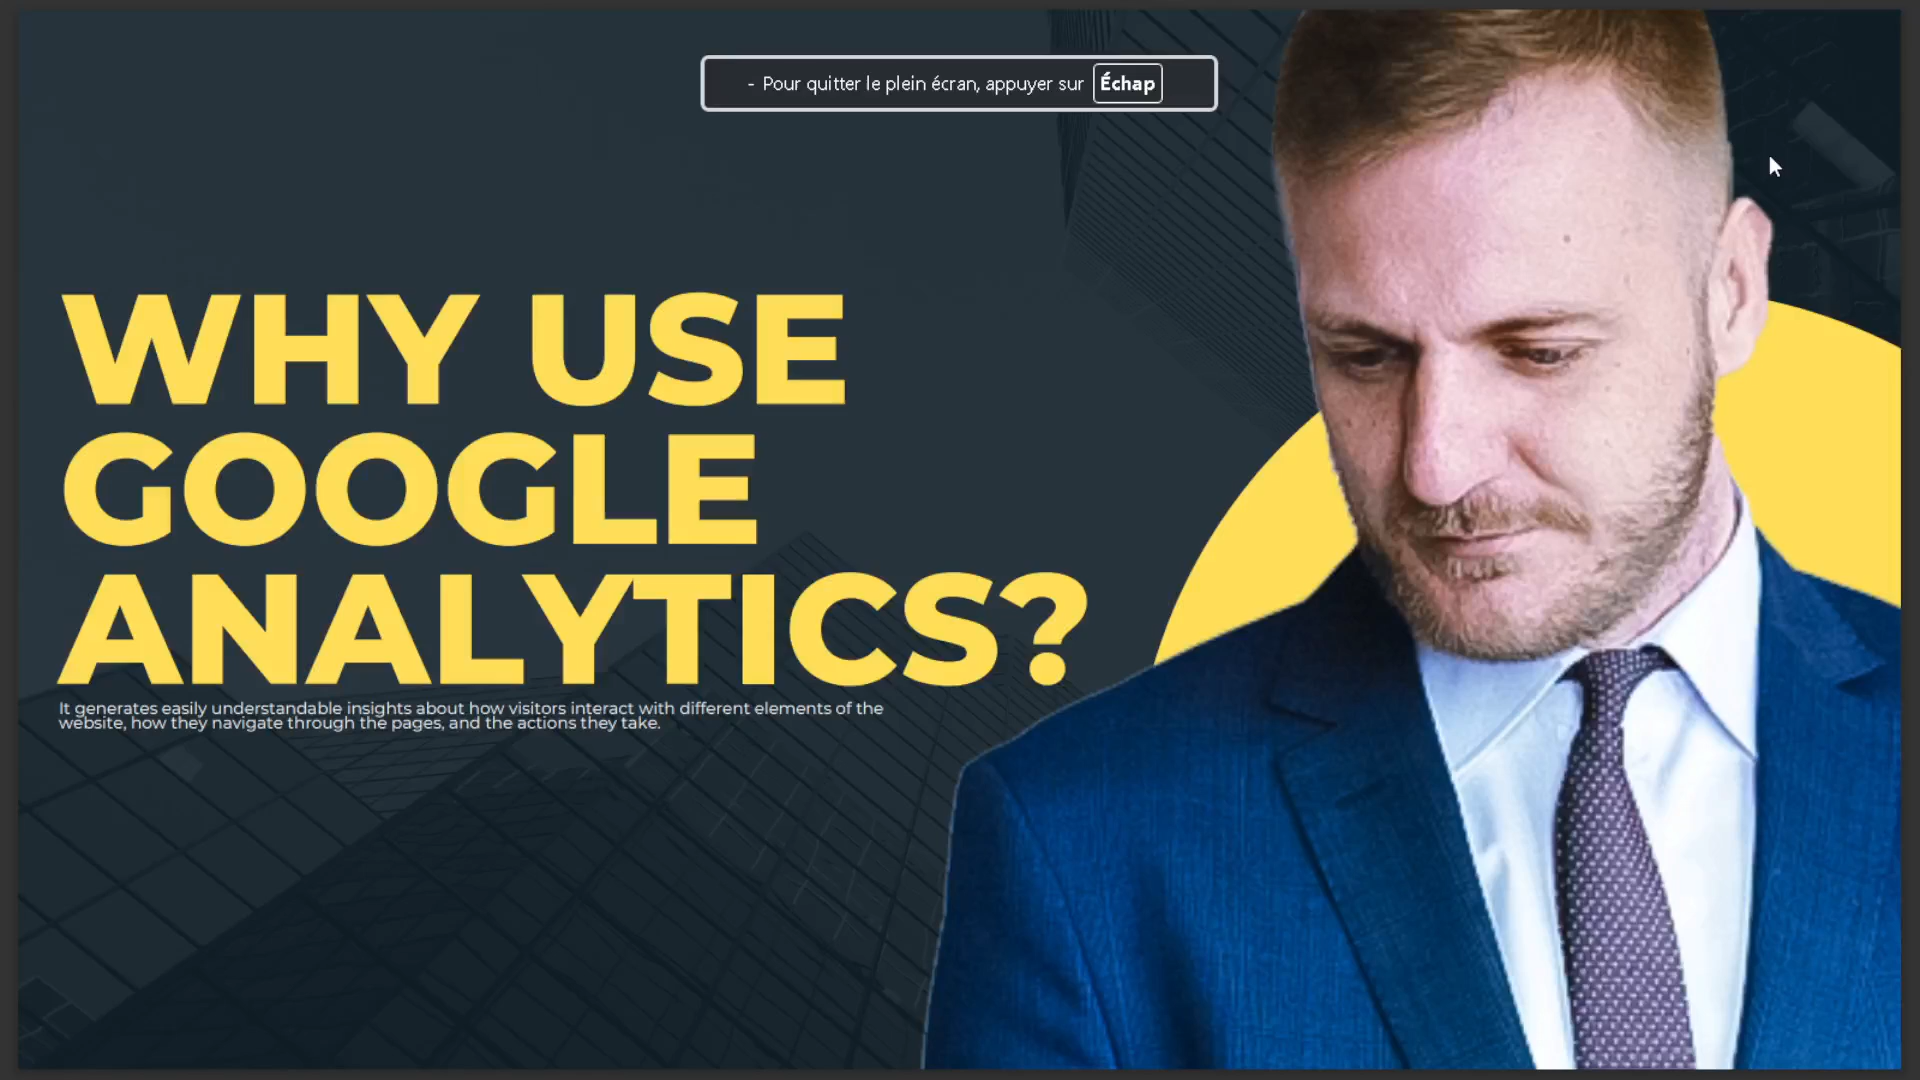 - Pour quitter le plein écran, appuyer sur Échap
WHY USE
GOOGLE
ANALYTICS?
It generates easily understandable insights about how visitors interact with different elements of the
website, how they navigate through the pages, and the actions they take.